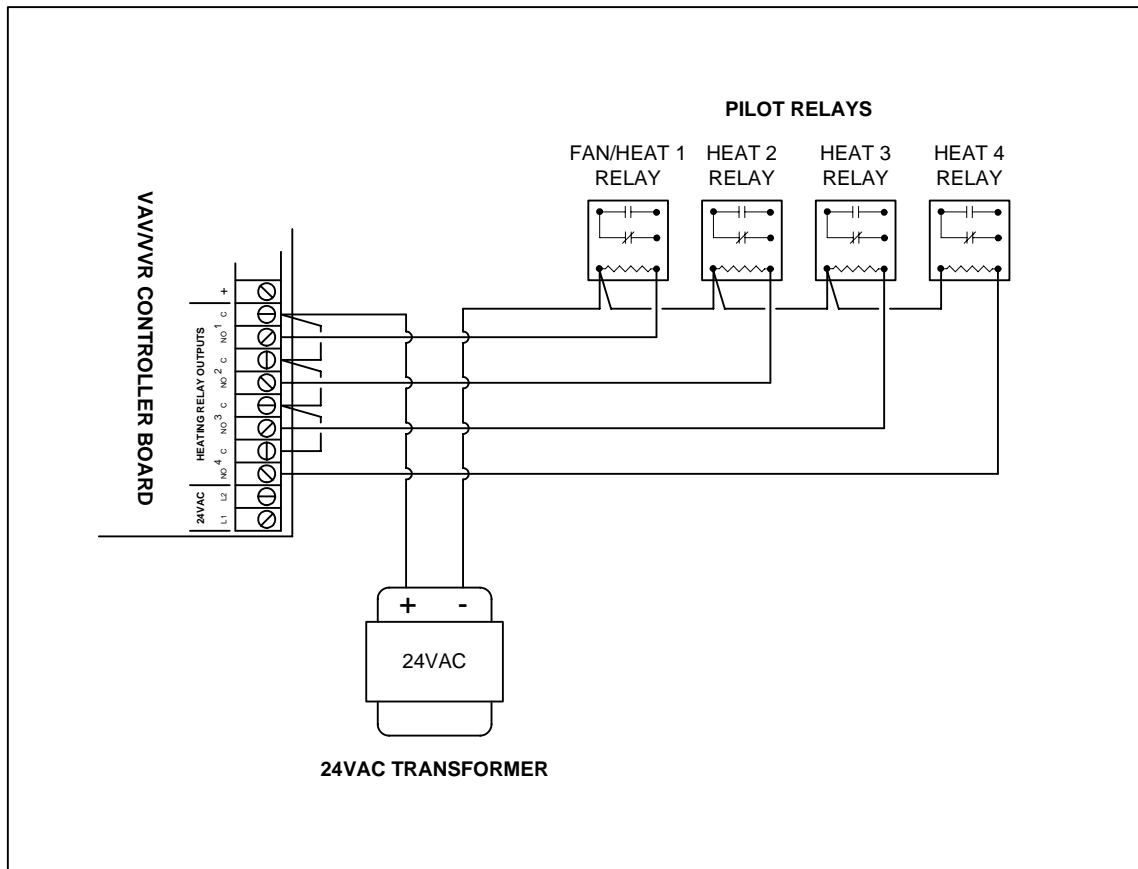 PILOT RELAYS
FAN/HEAT 1
RELAY
HEAT 2
RELAY
HEAT 3
RELAY
HEAT 4
RELAY
VAV/VVR CONTROLLER BOARD
HEATING RELAY OUTPUTS
24VAC
+
C
1
NO
C
2
NO
C
3
NO
C
4
NO
L2
L1
+ -
24VAC
24VAC TRANSFORMER